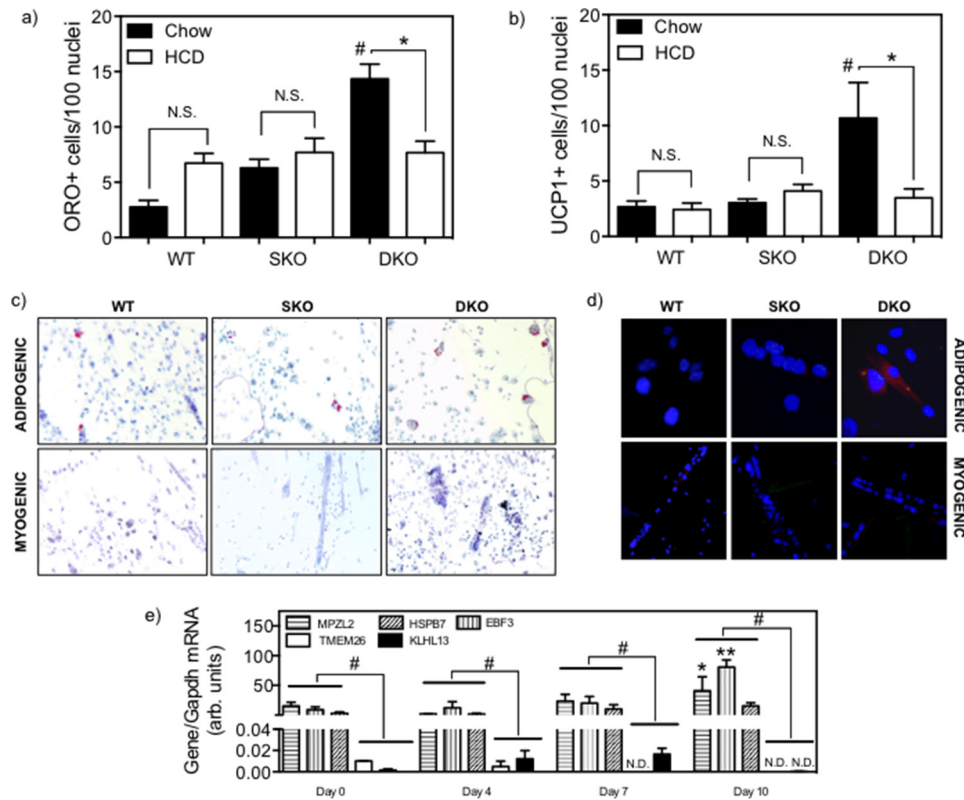 a)
20
15
10
5
0
ORO+ cells/100 nuclei
Chow
HCD
N.S.
N.S.
#
*
WT SKO DKO
b)
20
15
10
5
0
UCP1+ cells/100 nuclei
Chow
HCD
N.S.
N.S.
#
*
WT SKO DKO
c)
WT SKO DKO
ADIPOGENIC
MYOGENIC
d)
WT SKO DKO
ADIPOGENIC
MYOGENIC
e)
Gene/Gapdh mRNA
(arb. units)
150
100
50
0.04
0.02
0.00
MPZL2 HSPB7 EBF3
TMEM26 KLHL13
#
#
#
#
*
**
N.D.
N.D. N.D.
Day 0 Day 4 Day 7 Day 10